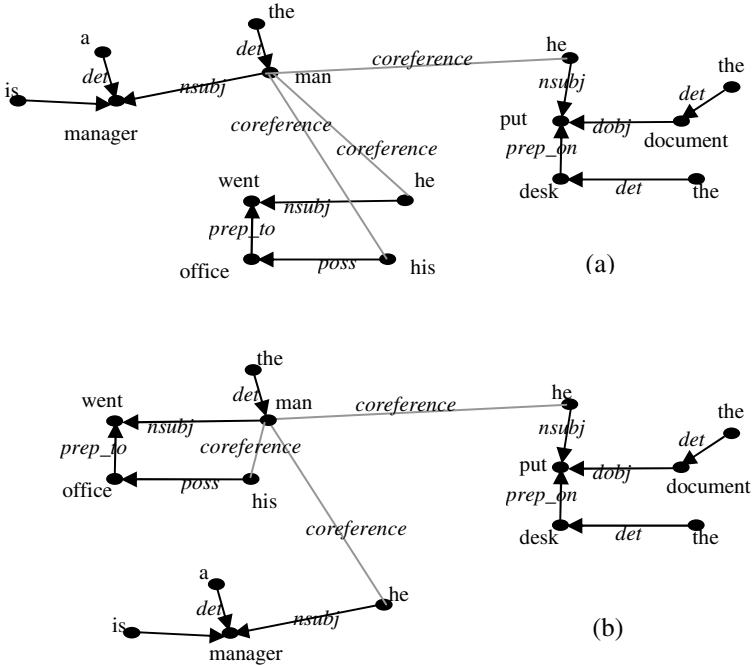 the
a
he
coreference
the
det
is
det
nsubj
man
nsubj
det
manager
coreference
put
dobj
document
coreference
prep_on
went
he
desk
det
the
nsubj
prep_to
office
poss
his
(a)
the
he
went
det
man
coreference
the
nsubj
nsubj
det
prep_to
coreference
put
dobj
document
office
poss
his
prep_on
coreference
desk
det
the
a
he
is
det
nsubj
(b)
manager